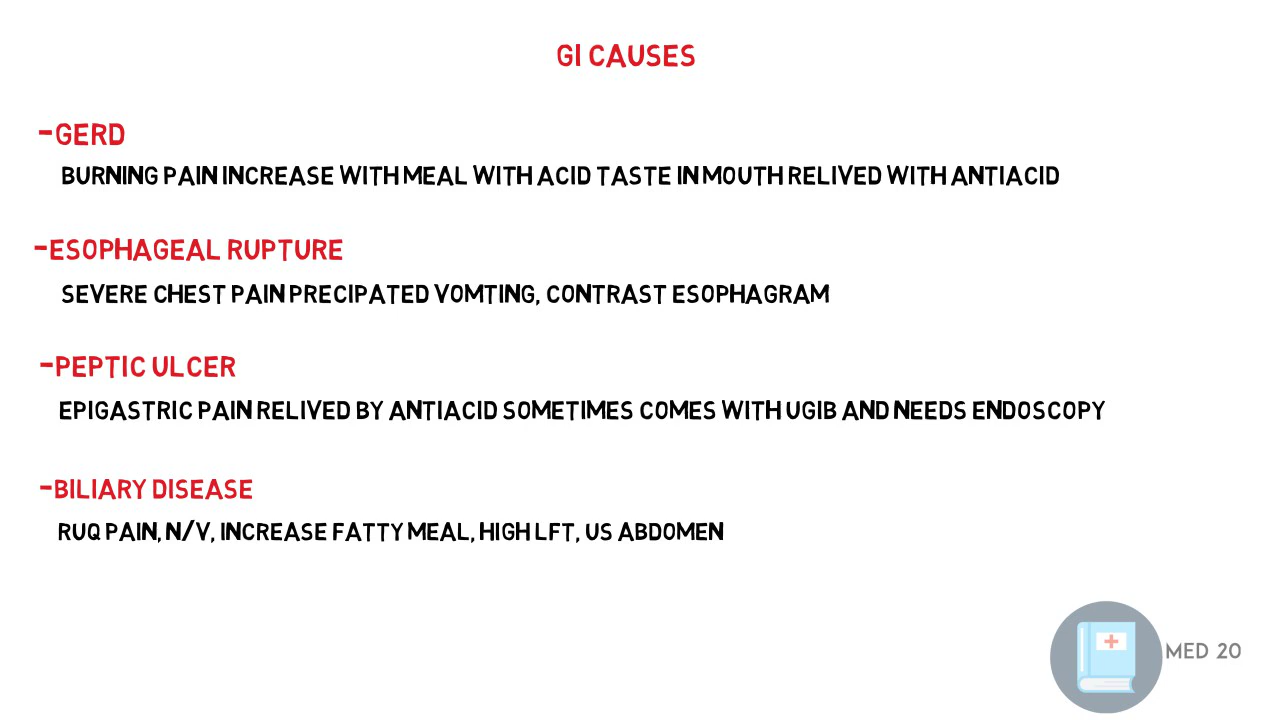 GI CAUSES
-GERD
BURNING PAIN INCREASE WITH MEAL WITH ACID TASTE IN MOUTH RELIVED WITH ANTIACID
-ESOPHAGEAL RUPTURE
SEVERE CHEST PAIN PRECIPATED VOMTING, CONTRAST ESOPHAGRAM
-PEPTIC ULCER
EPIGASTRIC PAIN RELIVED BY ANTIACID SOMETIMES COMES WITH UGIB AND NEEDS ENDOSCOPY
-BILIARY DISEASE
RUQ PAIN, N/V, INCREASE FATTY MEAL, HIGH LFT, US ABDOMEN
MED 20